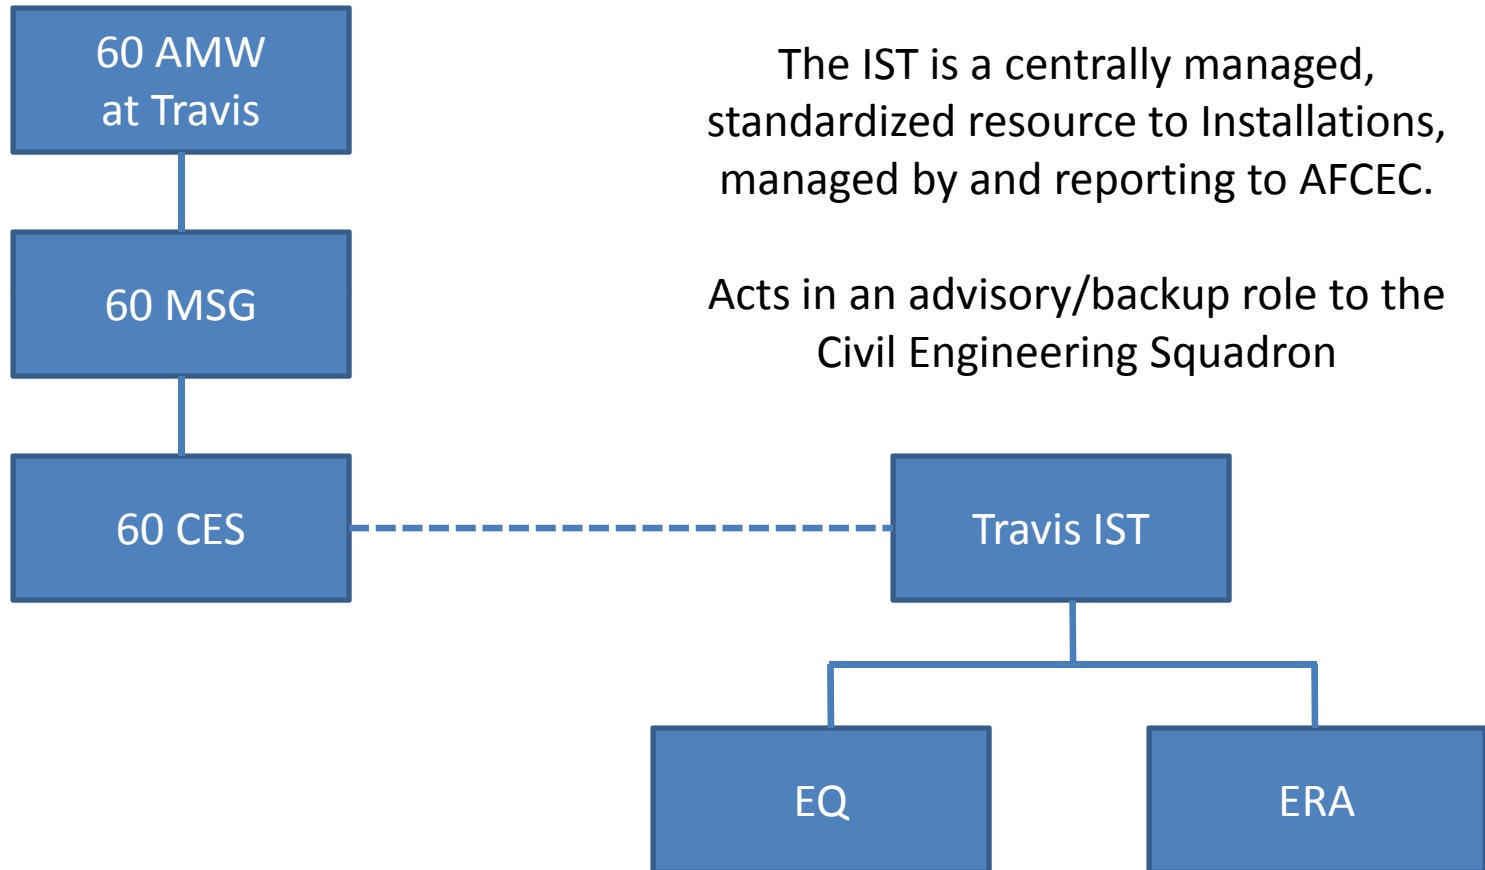 60 AMW
at Travis
The IST is a centrally managed,
standardized resource to Installations,
managed by and reporting to AFCEC.
60 MSG
Acts in an advisory/backup role to the
Civil Engineering Squadron
60 CES
Travis IST
EQ
ERA